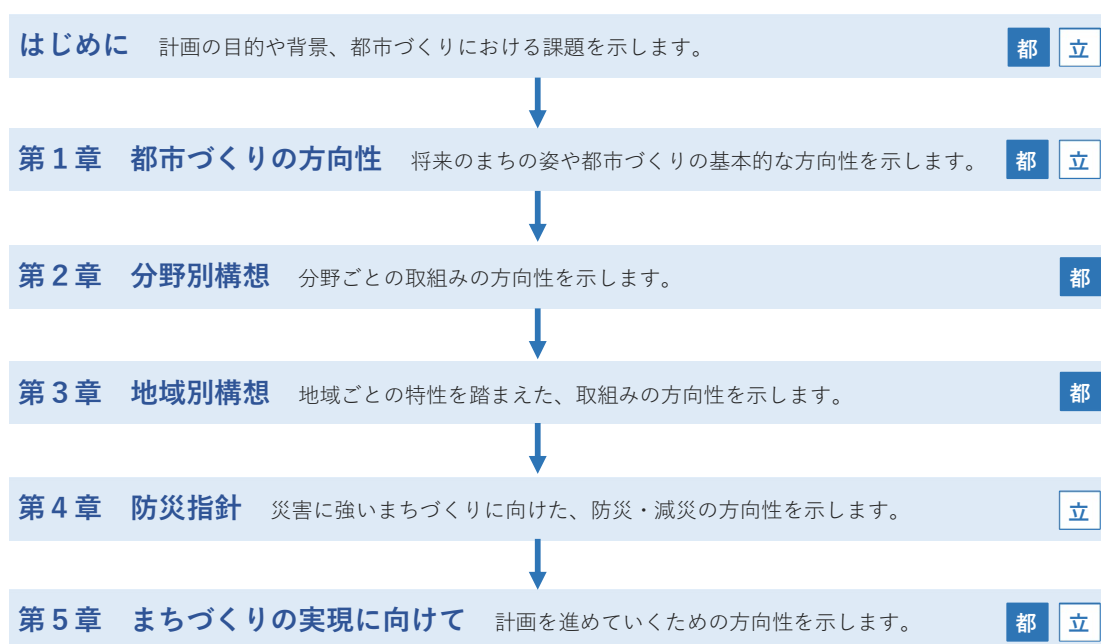 はじめに 計画の目的や背景、都市づくりにおける課題を示します。 都 立
第1章 都市づくりの方向性 将来のまちの姿や都市づくりの基本的な方向性を示します。 都 立
第2章 分野別構想 分野ごとの取組みの方向性を示します。 都
第3章 地域別構想 地域ごとの特性を踏まえた、取組みの方向性を示します。 都
第4章 防災指針 災害に強いまちづくりに向けた、防災・減災の方向性を示します。 立
第5章 まちづくりの実現に向けて 計画を進めていくための方向性を示します。 都 立